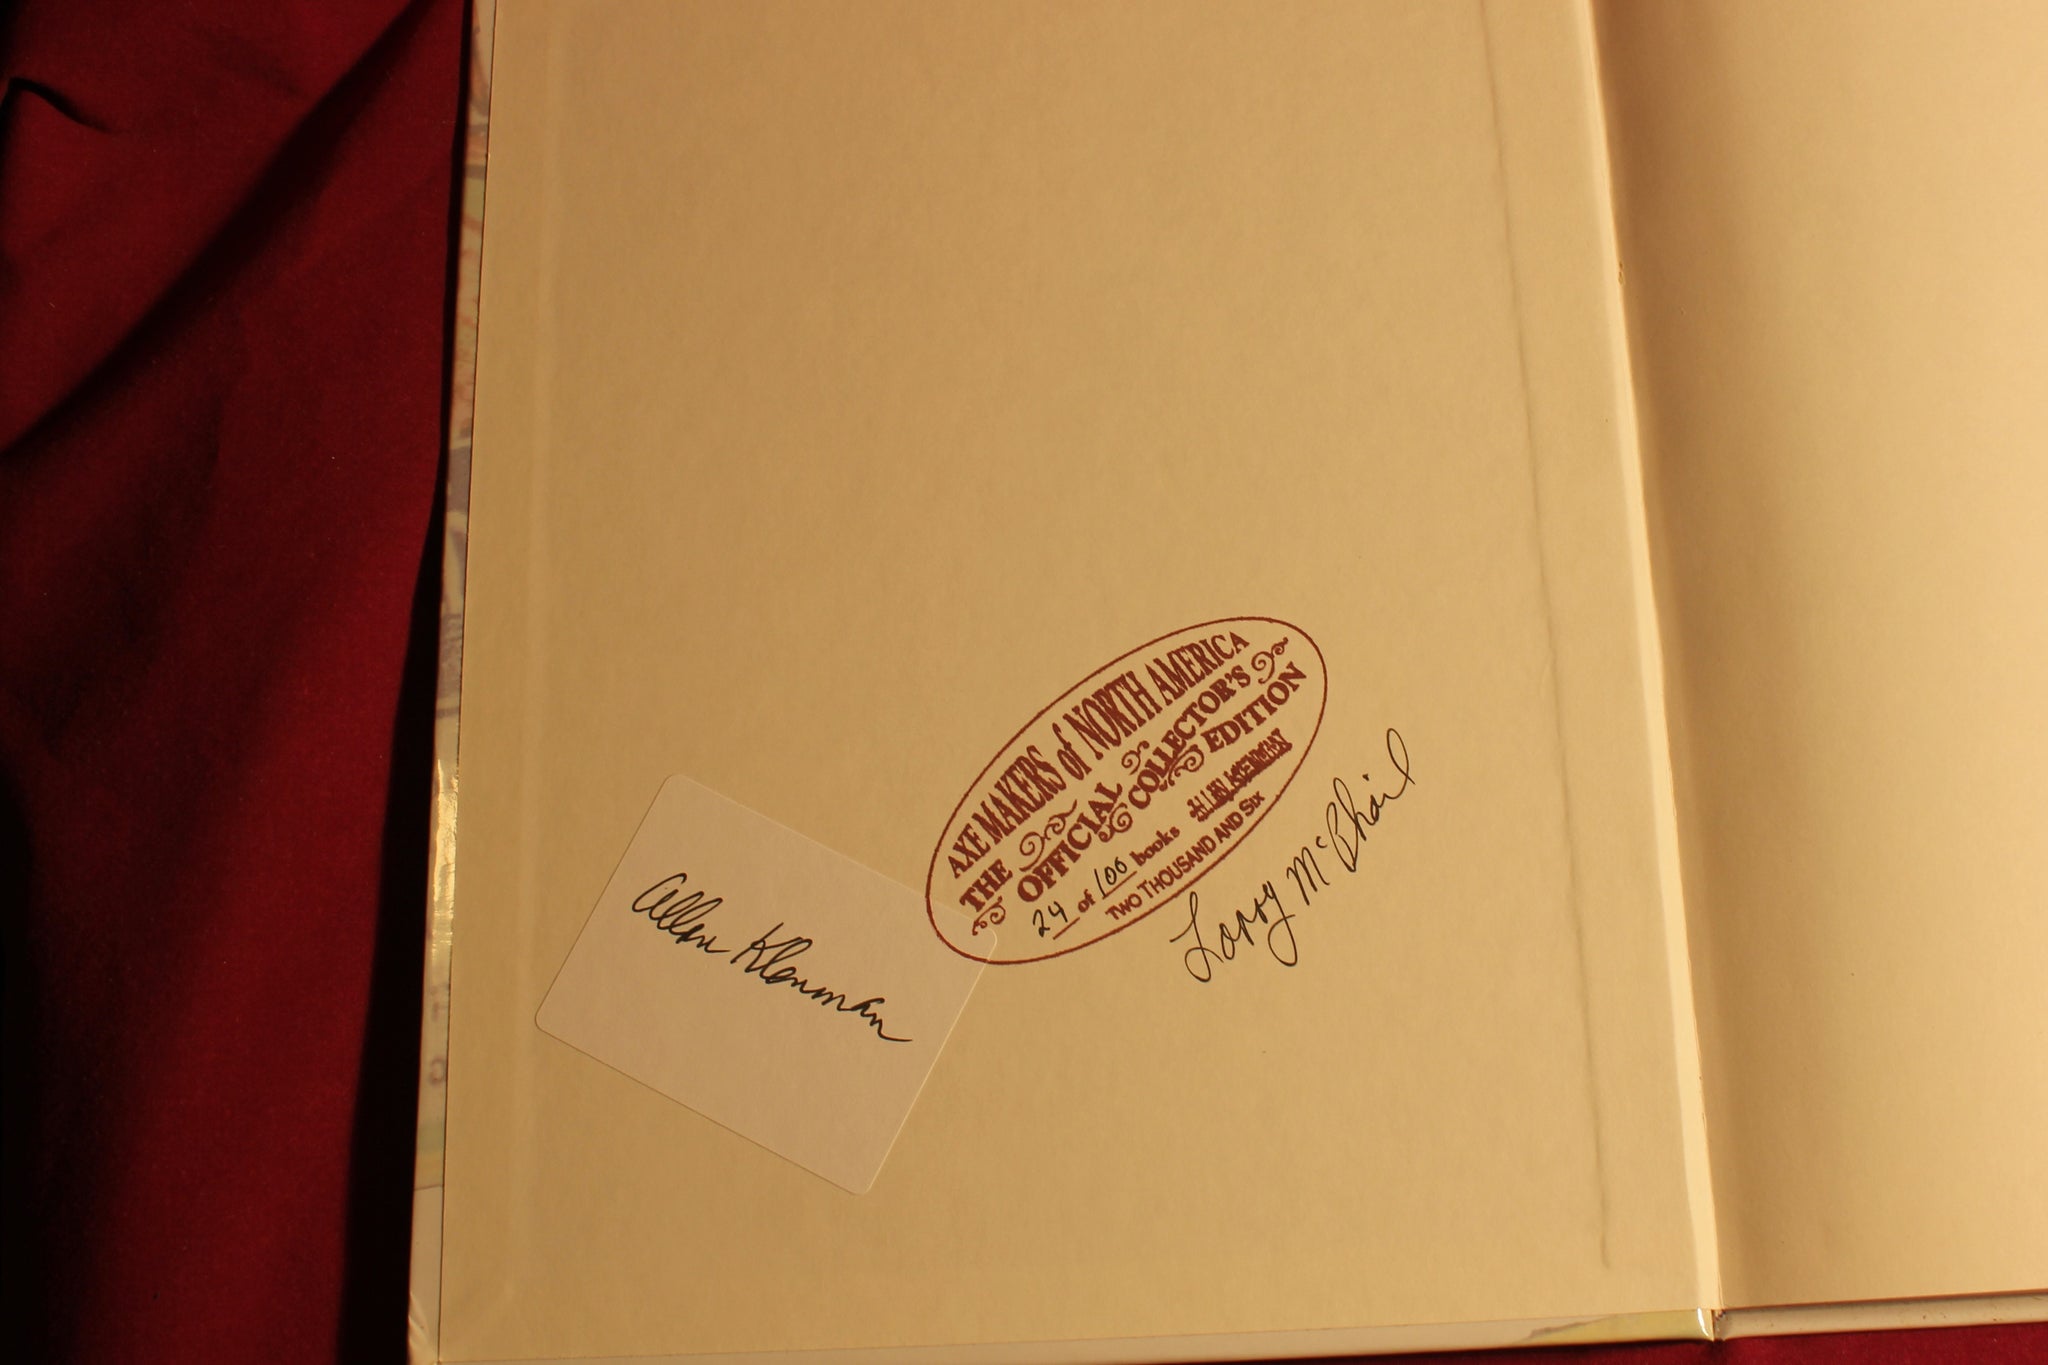 AXE MAKERS of NORTH AMERICA
THE OFFICIAL COLLECTOR'S EDITION
24 of 100 books
TWO THOUSAND AND SIX
Larry McPhail
Allan Klenman